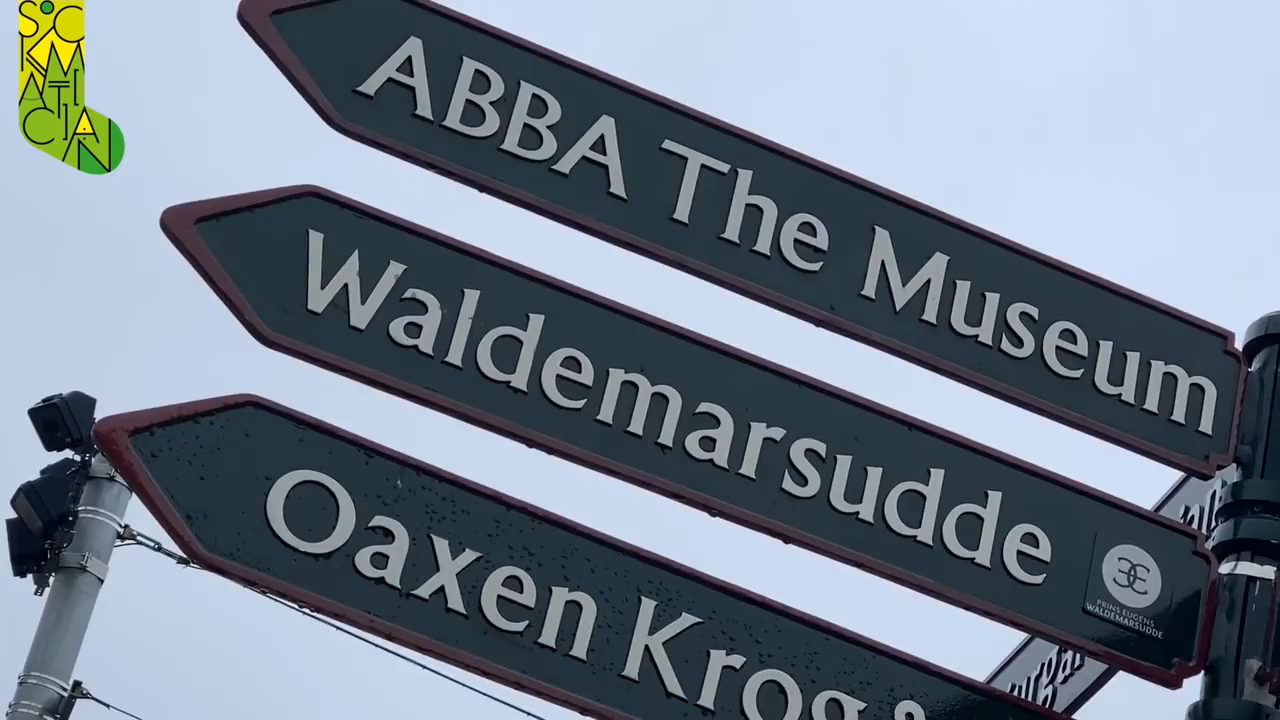 SOCKMATICIAN
ABBA The Museum
Waldemarsudde
PRINS EUGENS
WALDEMARSUDDE
Oaxen Krog &